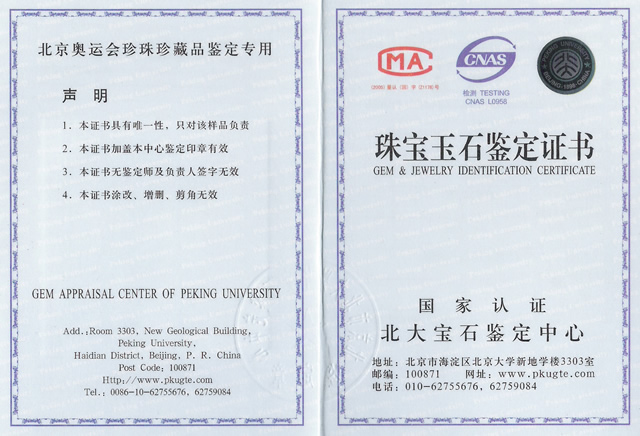 北京奥运会珍珠珍藏品鉴定专用
声 明
1. 本证书具有唯一性，只对该样品负责
2. 本证书加盖本中心鉴定印章有效
3. 本证书无鉴定师及负责人签字无效
4. 本证书涂改、增删、剪角无效
GEM APPRAISAL CENTER OF PEKING UNIVERSITY
Add.:Room 3303, New Geological Building,
Peking University,
Haidian District, Beijing, P. R. China
Post Code: 100871
Http://www.pkugte.com
Tel.: 0086-10-62755676, 62759084
MA
CNAS
检测 TESTING
CNAS L0958
珠宝玉石鉴定证书
GEM & JEWELRY IDENTIFICATION CERTIFICATE
国家认证
北大宝石鉴定中心
地址: 北京市海淀区北京大学新地学楼3303室
邮编: 100871 网址: www.pkugte.com
电话: 010-62755676, 62759084